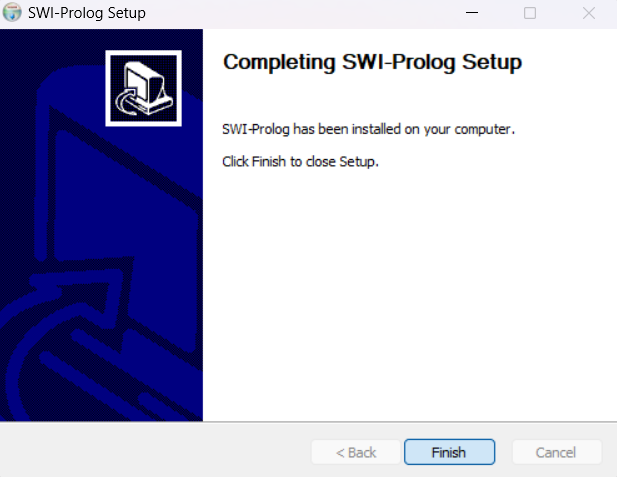 SWI-Prolog Setup
Completing SWI-Prolog Setup
SWI-Prolog has been installed on your computer.
Click Finish to close Setup.
< Back
Finish
Cancel